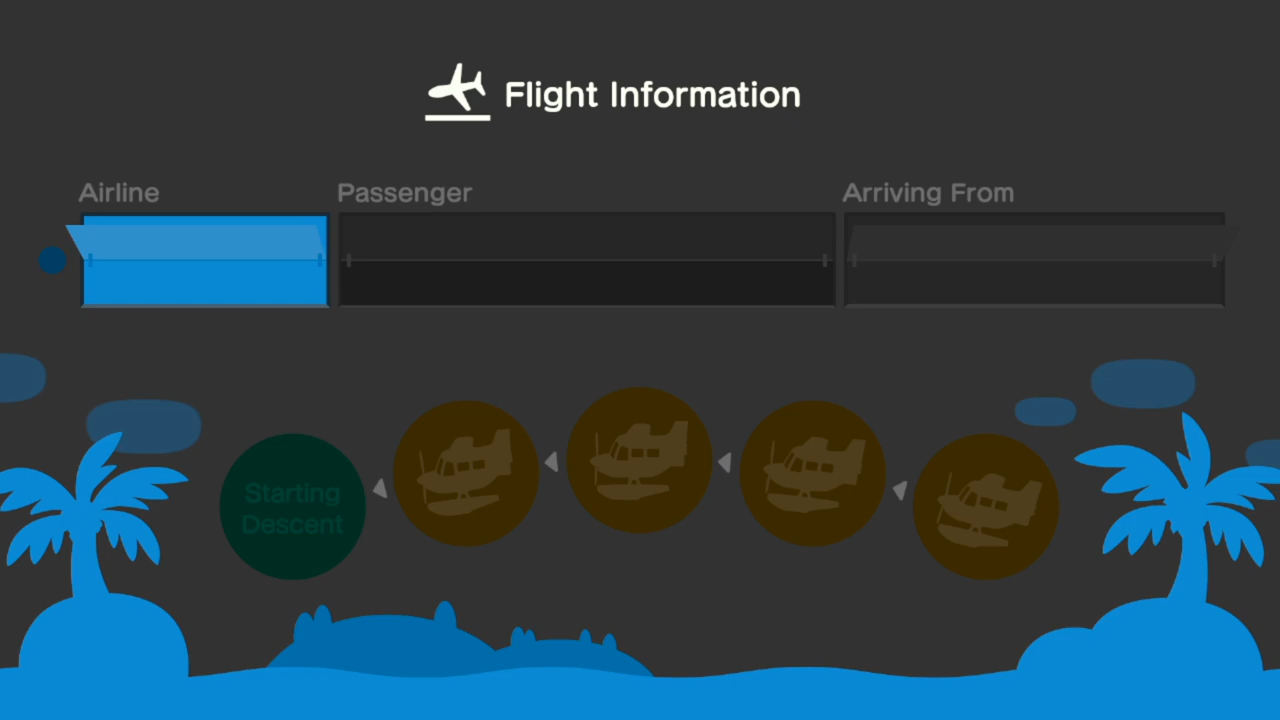 Flight Information
Airline
Passenger
Arriving From
Starting
Descent